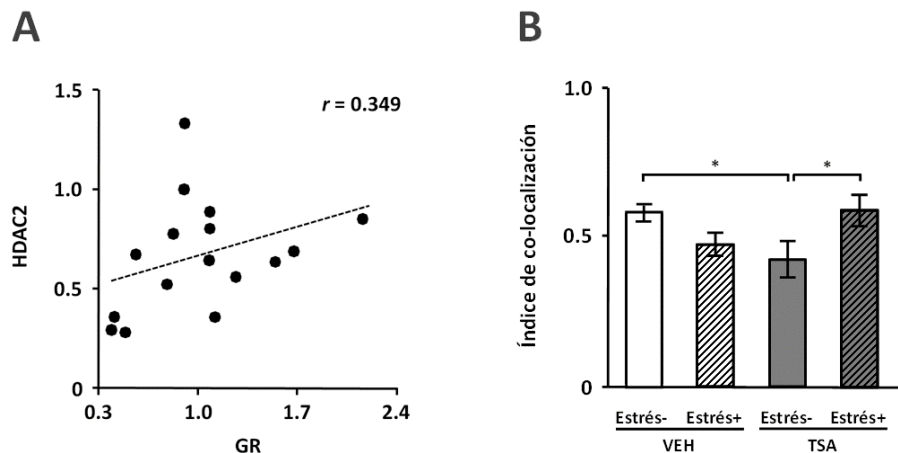 A
1.5
r = 0.349
1.0
HDAC2
0.5
0
0.3 1.0 1.7 2.4
GR
B
1.0
* *
0.5
Índice de co-localización
0
Estrés- Estrés+ Estrés- Estrés+
VEH TSA